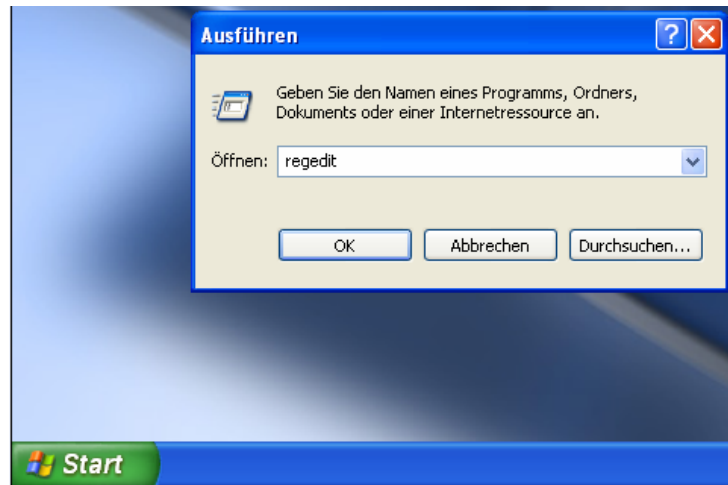 Ausführen
Geben Sie den Namen eines Programms, Ordners,
Dokuments oder einer Internetressource an.
Öffnen: regedit
OK Abbrechen Durchsuchen...
Start